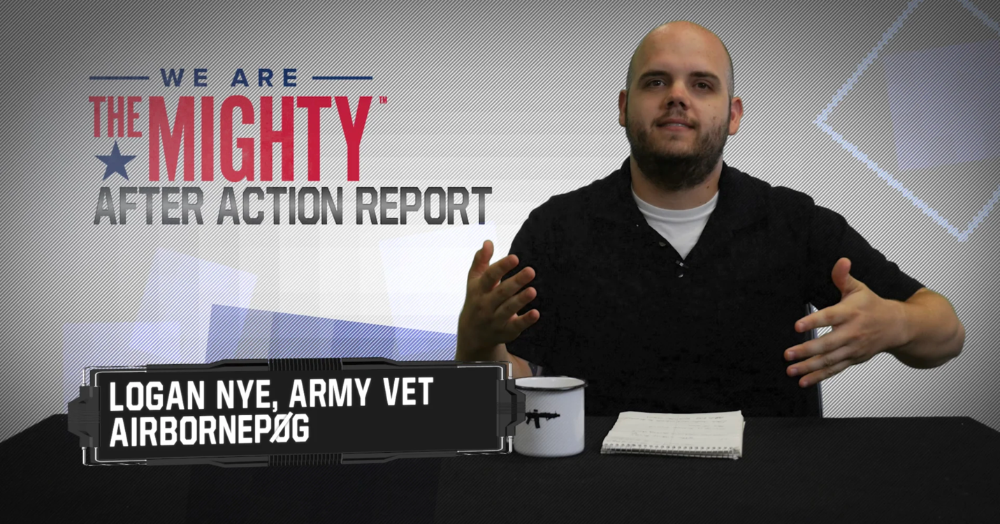 WE ARE
THE MIGHTY™
AFTER ACTION REPORT
LOGAN NYE, ARMY VET
AIRBORNEPØG